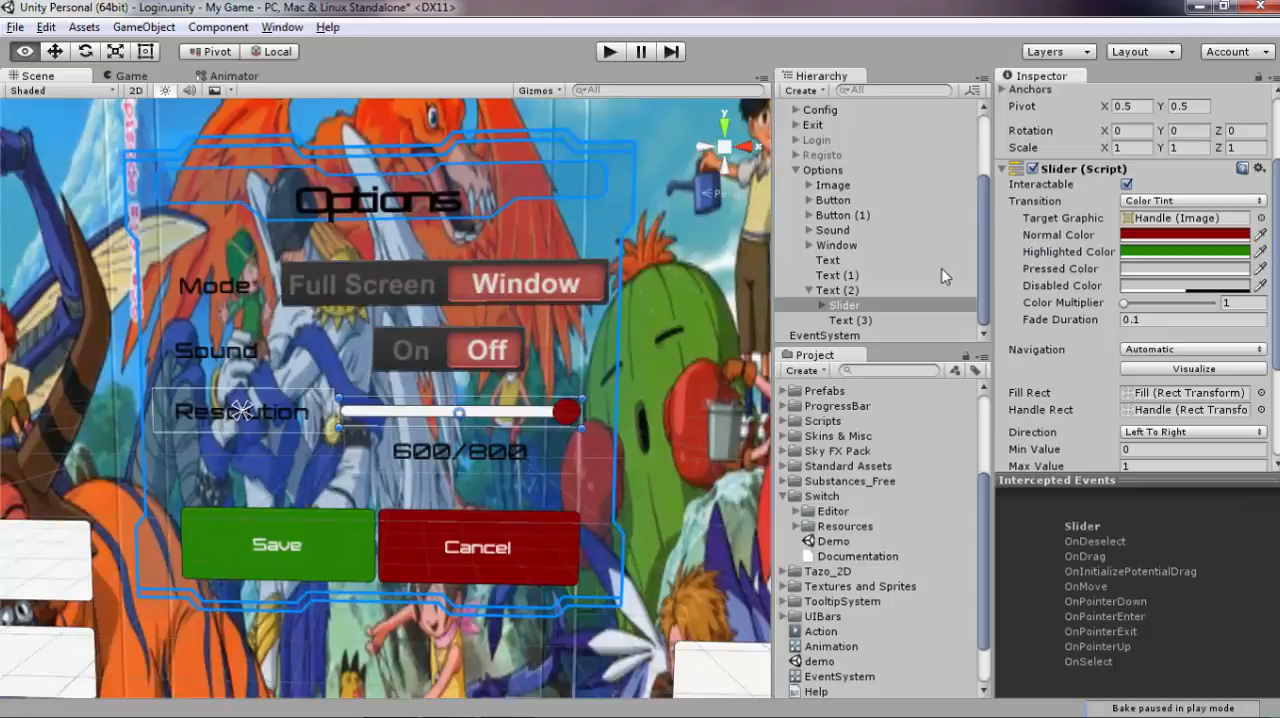 Unity Personal (64bit) - Login.unity - My Game - PC, Mac & Linux Standalone* <DX11>
File Edit Assets GameObject Component Window Help
Pivot Local Layers Layout Account
Scene Game Animator
Shaded 2D Gizmos All
Options
Mode Full Screen Window
Sound On Off
Resolution
600/800
Save Cancel
y
x
Hierarchy
Create All
Config
Exit
Login
Registo
Options
Image
Button
Button (1)
Sound
Window
Text
Text (1)
Text (2)
Slider
Text (3)
EventSystem
Project
Create
Prefabs
ProgressBar
Scripts
Skins & Misc
Sky FX Pack
Standard Assets
Substances_Free
Switch
Editor
Resources
Demo
Documentation
Tazo_2D
Textures and Sprites
TooltipSystem
UIBars
Action
Animation
demo
EventSystem
Help
Inspector
Anchors
Pivot X 0.5 Y 0.5
Rotation X 0 Y 0 Z 0
Scale X 1 Y 1 Z 1
Slider (Script)
Interactable
Transition Color Tint
Target Graphic Handle (Image)
Normal Color
Highlighted Color
Pressed Color
Disabled Color
Color Multiplier 1
Fade Duration 0.1
Navigation Automatic
Visualize
Fill Rect Fill (Rect Transform)
Handle Rect Handle (Rect Transfo
Direction Left To Right
Min Value 0
Max Value 1
Intercepted Events
Slider
OnDeselect
OnDrag
OnInitializePotentialDrag
OnMove
OnPointerDown
OnPointerEnter
OnPointerExit
OnPointerUp
OnSelect
Bake paused in play mode